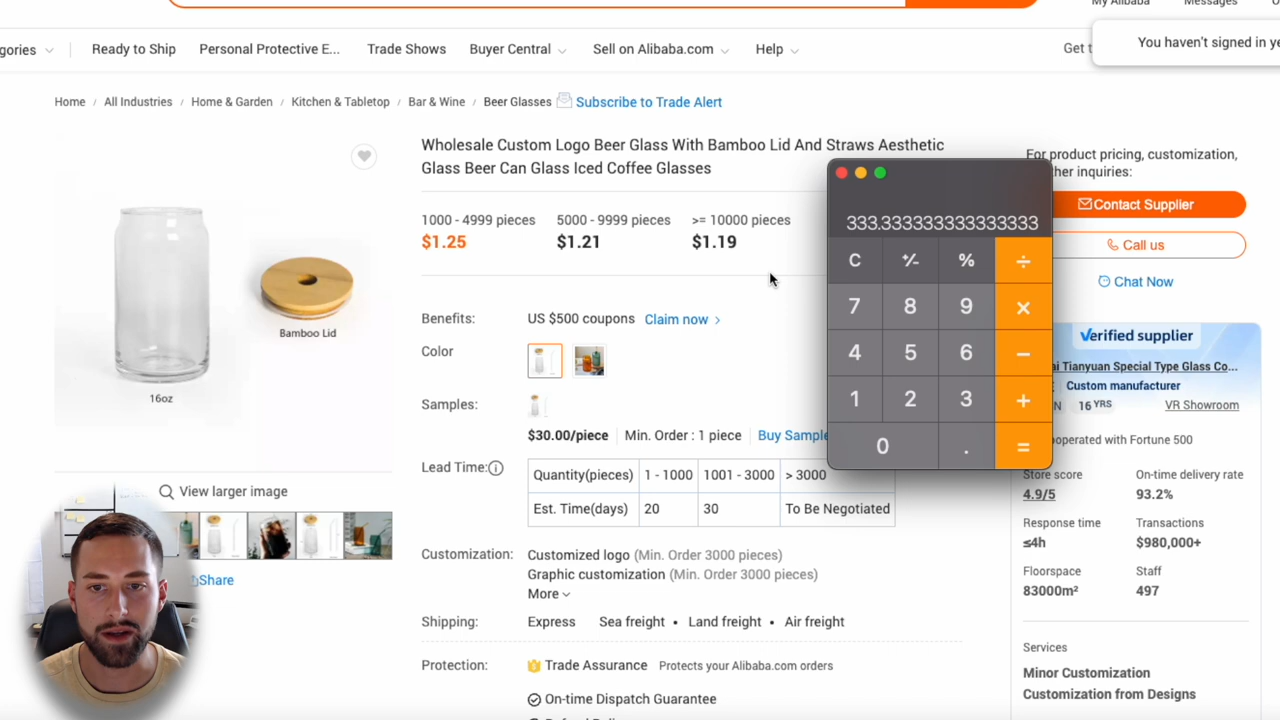 My Alibaba Messages
gories
Ready to Ship
Personal Protective E...
Trade Shows
Buyer Central
Sell on Alibaba.com
Help
Get
You haven't signed in
Home / All Industries / Home & Garden / Kitchen & Tabletop / Bar & Wine / Beer Glasses
Subscribe to Trade Alert
Wholesale Custom Logo Beer Glass With Bamboo Lid And Straws Aesthetic
Glass Beer Can Glass Iced Coffee Glasses
1000 - 4999 pieces
$1.25
5000 - 9999 pieces
$1.21
>= 10000 pieces
$1.19
Bamboo Lid
16oz
View larger image
Share
Benefits:
US $500 coupons
Claim now >
Color
Samples:
$30.00/piece
Min. Order : 1 piece
Buy Sample
Lead Time:
Quantity(pieces) 1 - 1000 1001 - 3000 > 3000
Est. Time(days) 20 30 To Be Negotiated
Customization:
Customized logo (Min. Order 3000 pieces)
Graphic customization (Min. Order 3000 pieces)
More
Shipping:
Express Sea freight • Land freight • Air freight
Protection:
Trade Assurance Protects your Alibaba.com orders
On-time Dispatch Guarantee
333.333333333333333
C +/- % ÷
7 8 9 ×
4 5 6 −
1 2 3 +
0 . =
For product pricing, customization,
her inquiries:
Contact Supplier
Call us
Chat Now
Verified supplier
ai Tianyuan Special Type Glass Co...
Custom manufacturer
N 16 YRS
VR Showroom
operated with Fortune 500
Store score
4.9/5
On-time delivery rate
93.2%
Response time
≤4h
Transactions
$980,000+
Floorspace
83000m²
Staff
497
Services
Minor Customization
Customization from Designs